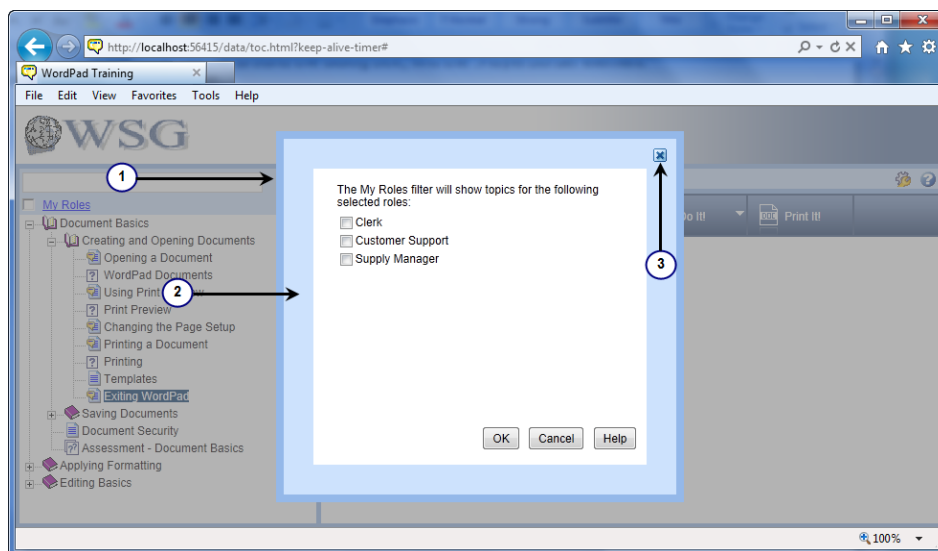 http://localhost:56415/data/toc.html?keep-alive-timer#
WordPad Training
File Edit View Favorites Tools Help
WSG
1
My Roles
Document Basics
Creating and Opening Documents
Opening a Document
WordPad Documents
Using Print
2
Print Preview
Changing the Page Setup
Printing a Document
Printing
Templates
Exiting WordPad
Saving Documents
Document Security
Assessment - Document Basics
Applying Formatting
Editing Basics
The My Roles filter will show topics for the following
selected roles:
Clerk
Customer Support
Supply Manager
OK Cancel Help
3
It!
DOC Print It!
100%